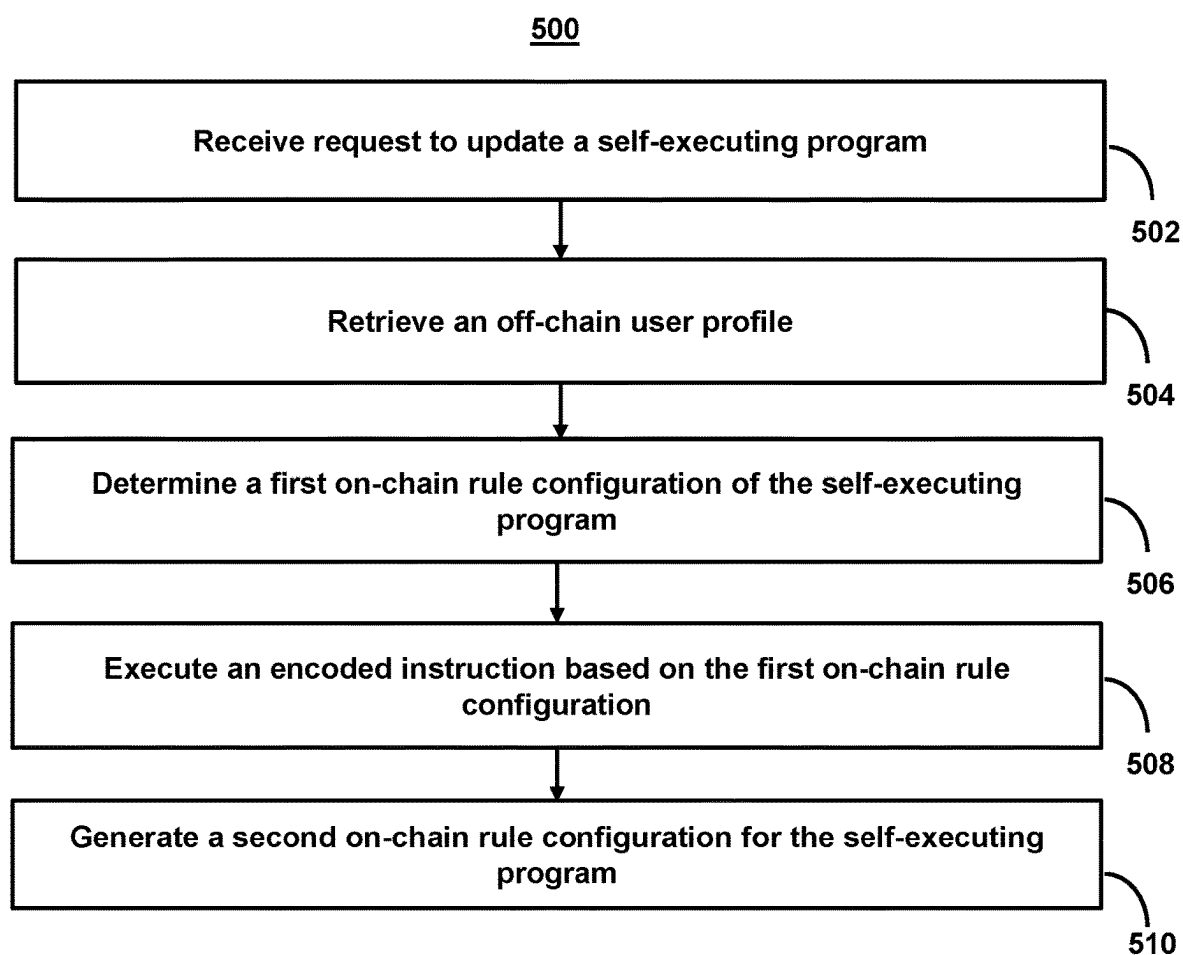 500
Receive request to update a self-executing program
502
Retrieve an off-chain user profile
504
Determine a first on-chain rule configuration of the self-executing
program
506
Execute an encoded instruction based on the first on-chain rule
configuration
508
Generate a second on-chain rule configuration for the self-executing
program
510